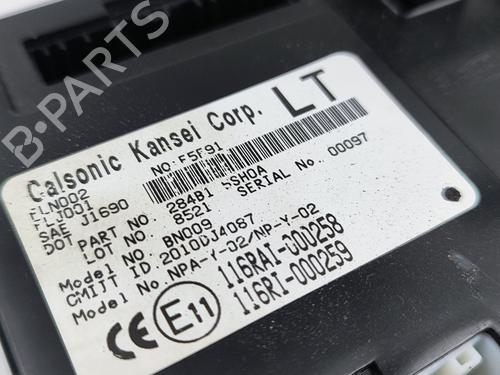 B-PARTS
Calsonic Kansei Corp.
LT
NO:F5F91
FLN002
FLJ001
SAE J1690
DOT
PART NO. 284B1 5SH0A
LOT NO. 8521
SERIAL No. 00097
Model BN009
CMIIT ID. 2010DJ4087
Model No. NPA-Y-02/NP-Y-02
CE E11
116RAI-000258
116RI-000259